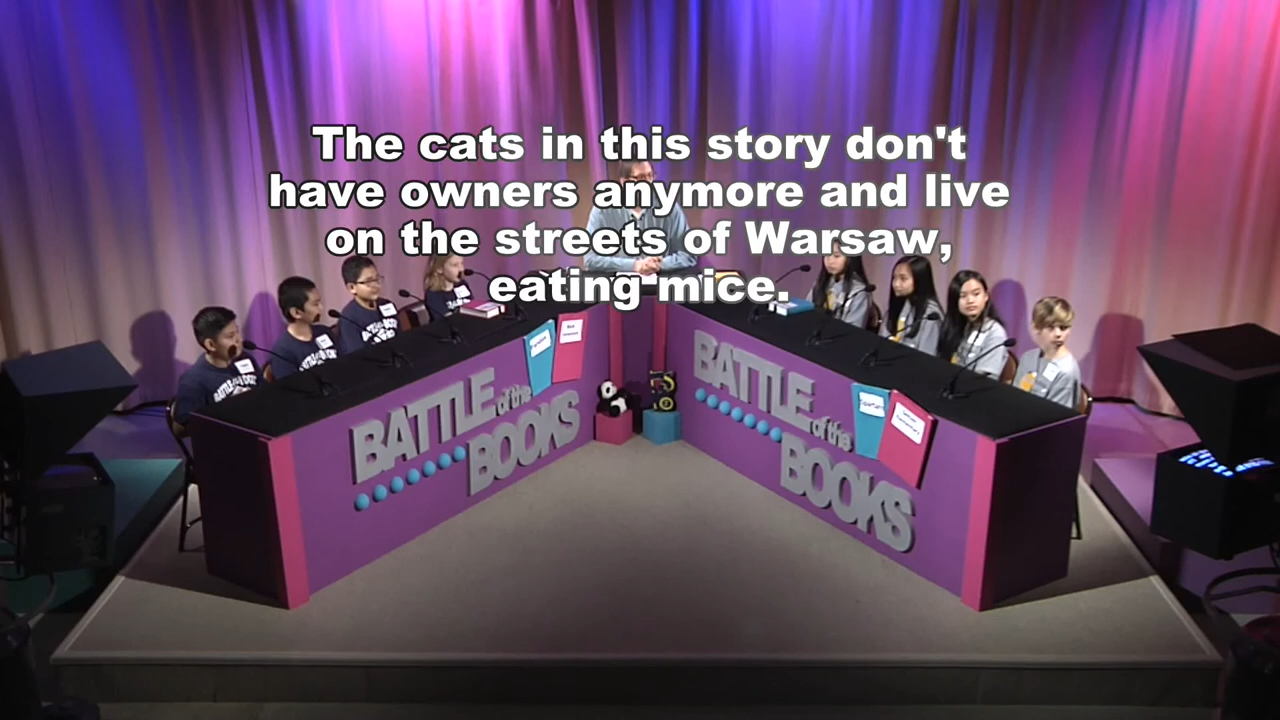 The cats in this story don't
have owners anymore and live
on the streets of Warsaw,
eating mice.
BATTLE
of the
BOOKS
BATTLE
of the
BOOKS